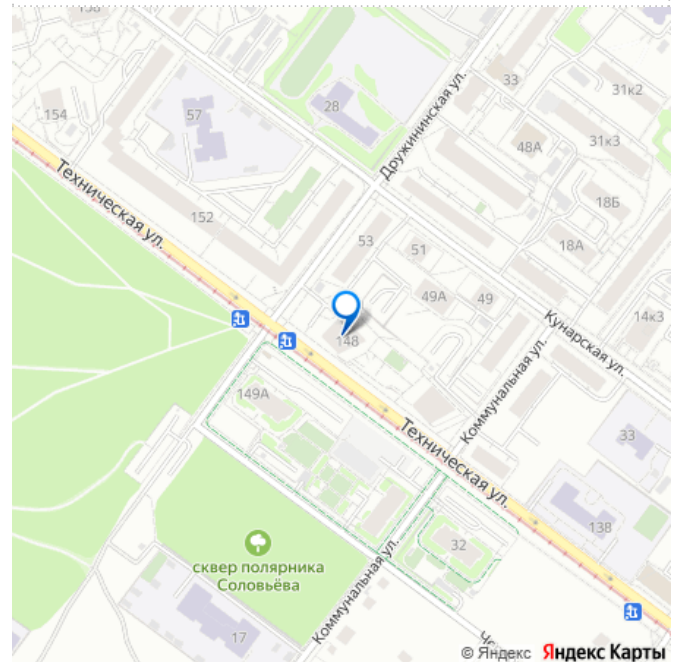 154
57
28
33
31к2
31к3
48А
Дружининская ул.
Техническая ул.
152
53
51
18Б
18А
49А
49
14к3
148
Кунарская ул.
Коммунальная ул.
149А
Техническая ул.
33
138
32
сквер полярника
Соловьёва
Коммунальная ул.
17
© Яндекс Яндекс Карты